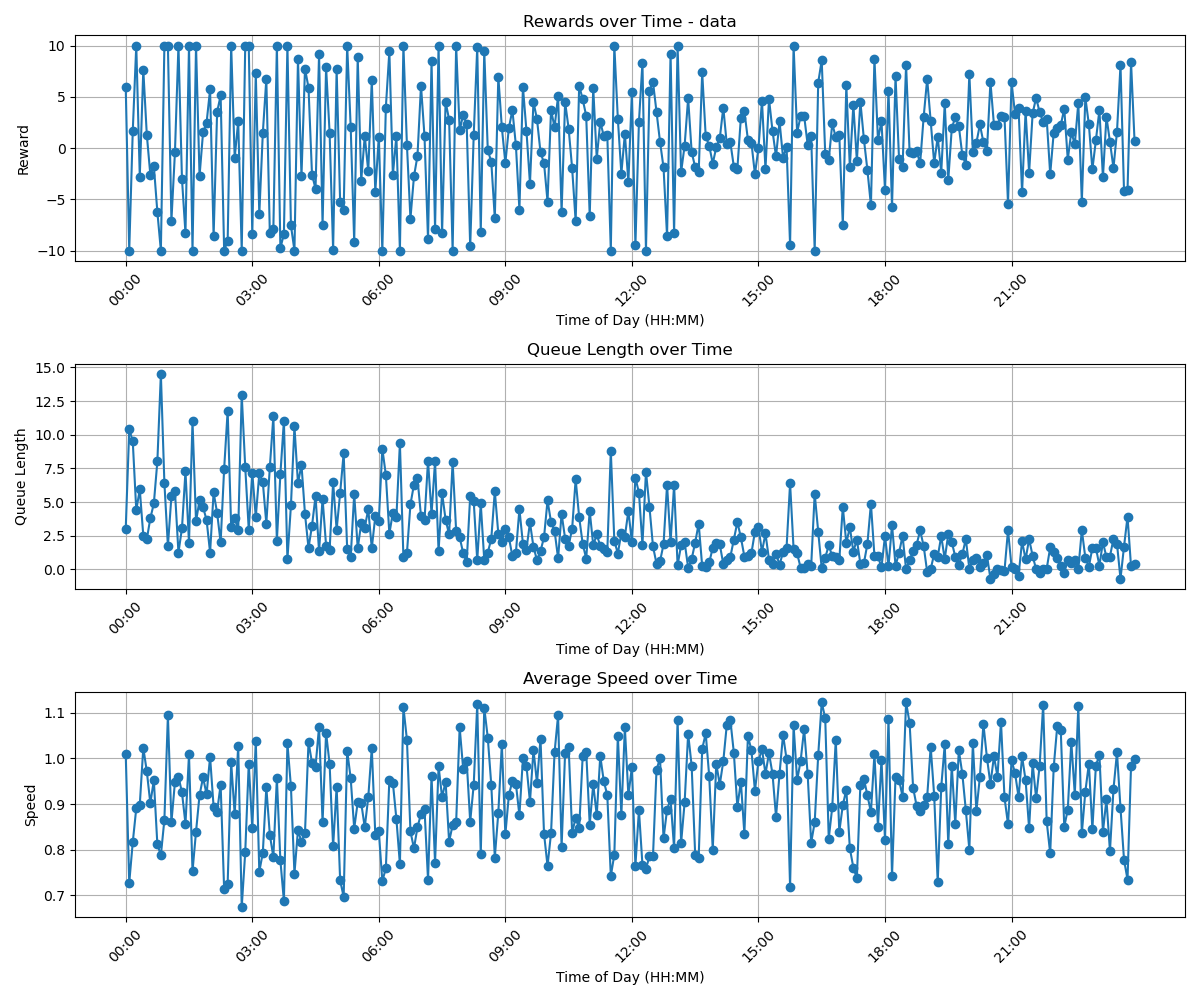 Rewards over Time - data
10
5
0
−5
−10
Reward
00:00 03:00 06:00 09:00 12:00 15:00 18:00 21:00
Time of Day (HH:MM)
Queue Length over Time
15.0
12.5
10.0
7.5
5.0
2.5
0.0
Queue Length
00:00 03:00 06:00 09:00 12:00 15:00 18:00 21:00
Time of Day (HH:MM)
Average Speed over Time
1.1
1.0
0.9
0.8
0.7
Speed
00:00 03:00 06:00 09:00 12:00 15:00 18:00 21:00
Time of Day (HH:MM)